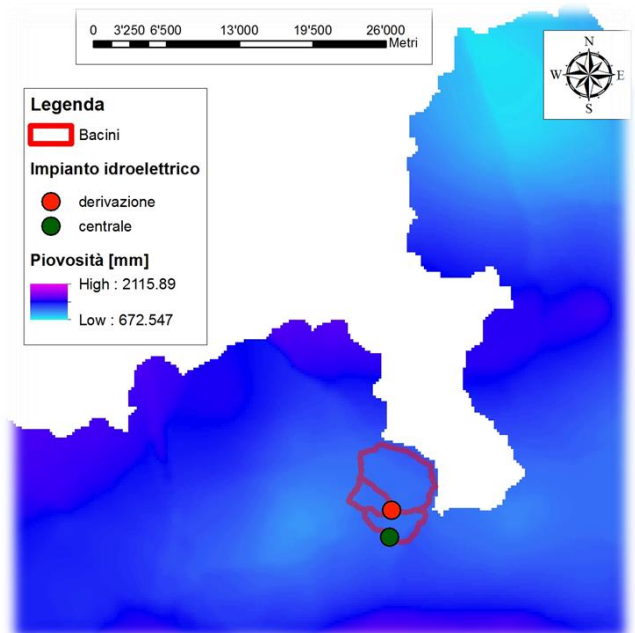 0 3'250 6'500 13'000 19'500 26'000
Metri
N
W E
S
Legenda
Bacini
Impianto idroelettrico
derivazione
centrale
Piovosità [mm]
High : 2115.89
Low : 672.547